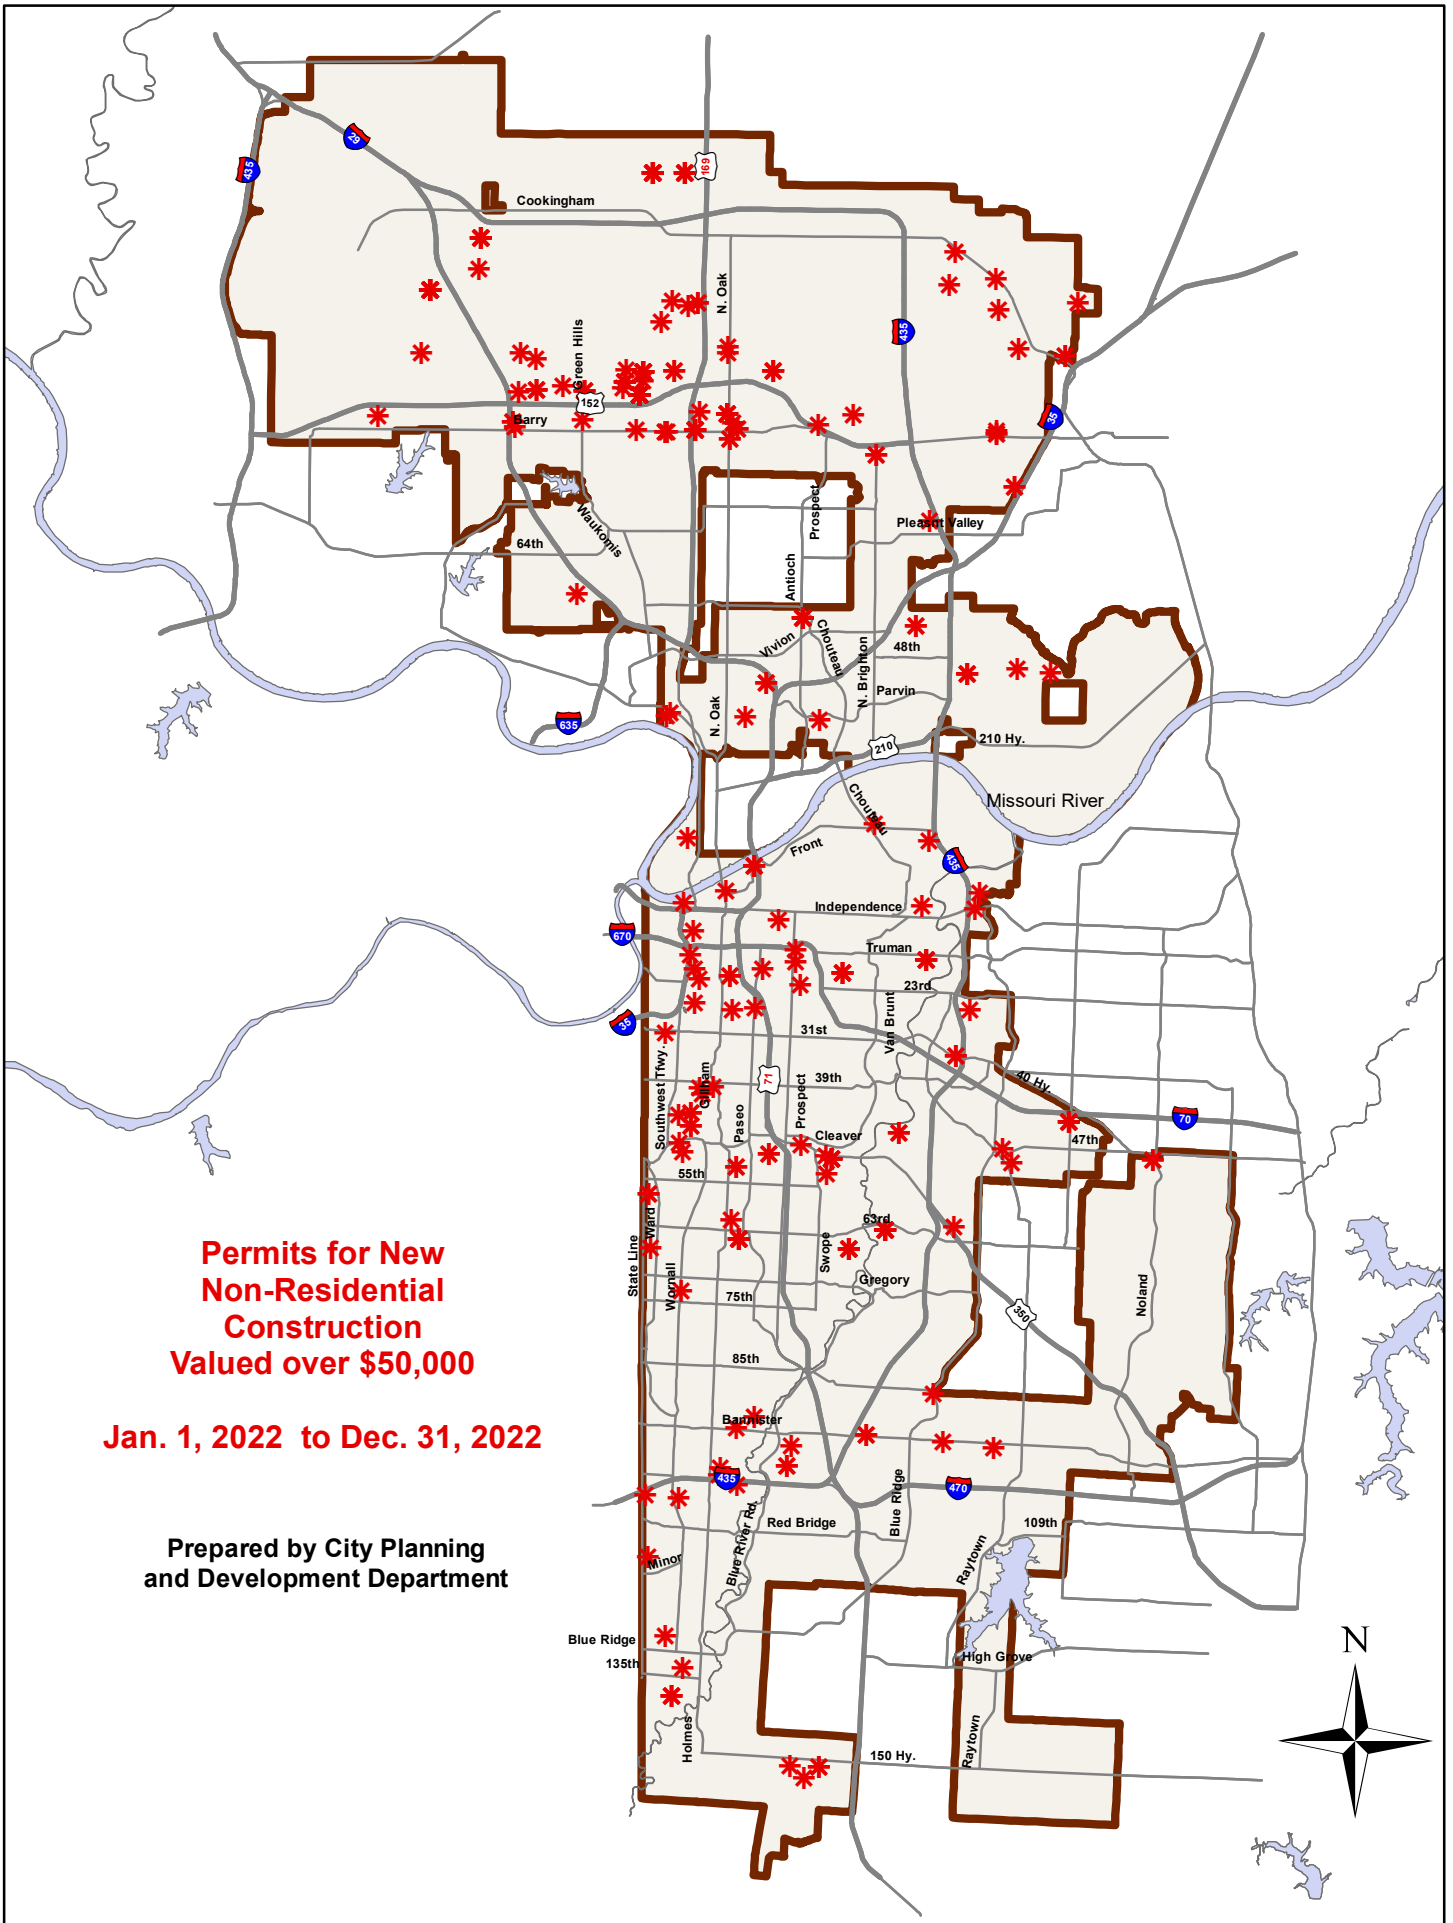 29
435
169
Cookingham
N. Oak
435
Green Hills
152
Barry
35
Prospect
Waukomis
Pleasnt Valley
64th
Antioch
Vivion
Chouteau
48th
N. Brighton
Parvin
N. Oak
635
210 Hy.
210
Missouri River
Chouteau
Front
435
Independence
670
Truman
23rd
Van Brunt
35
31st
Southwest Tfwy.
Gillham
71
39th
40 Hy.
Prospect
Paseo
70
Cleaver
47th
55th
Ward
63rd
State Line
Swope
Wornall
Gregory
Noland
75th
350
Permits for New
Non-Residential
Construction
Valued over $50,000
85th
Bannister
Jan. 1, 2022 to Dec. 31, 2022
435
470
Blue Ridge
Blue River Rd.
Red Bridge
109th
Prepared by City Planning
and Development Department
Minor
Raytown
Blue Ridge
135th
High Grove
N
Holmes
Raytown
150 Hy.